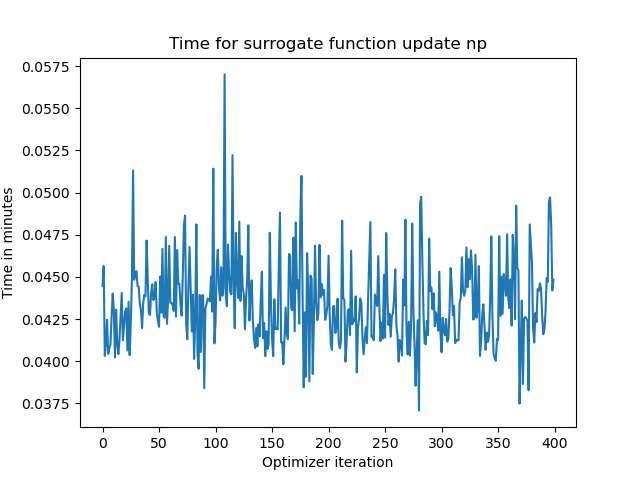 Time for surrogate function update np
0.0575
0.0550
0.0525
0.0500
0.0475
0.0450
0.0425
0.0400
0.0375
Time in minutes
0 50 100 150 200 250 300 350 400
Optimizer iteration